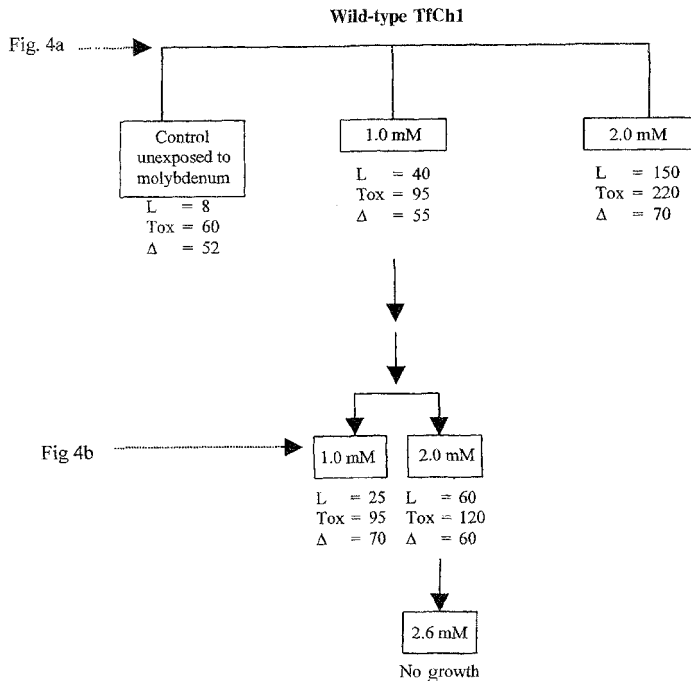 Wild-type TfCh1
Fig. 4a
Control
unexposed to
molybdenum
L = 8
Tox = 60
Δ = 52
1.0 mM
L = 40
Tox = 95
Δ = 55
2.0 mM
L = 150
Tox = 220
Δ = 70
Fig 4b
1.0 mM
L = 25
Tox = 95
Δ = 70
2.0 mM
L = 60
Tox = 120
Δ = 60
2.6 mM
No growth